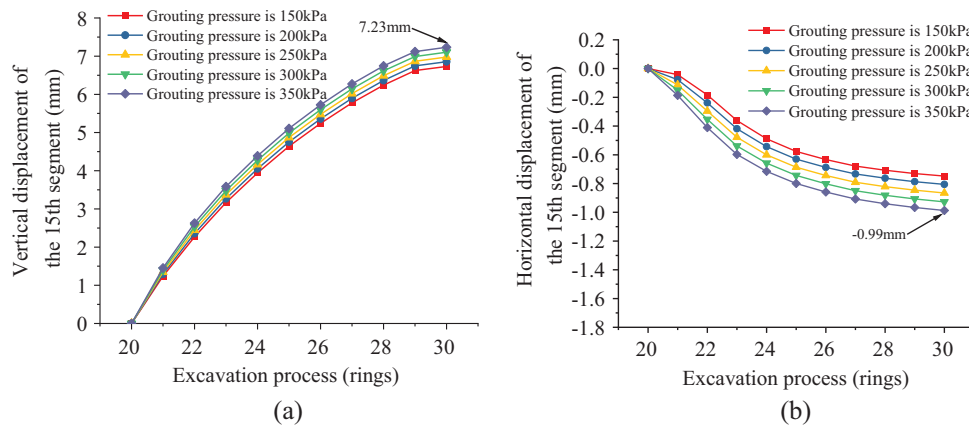 Grouting pressure is 150kPa
Grouting pressure is 200kPa
Grouting pressure is 250kPa
Grouting pressure is 300kPa
Grouting pressure is 350kPa
7.23mm
Vertical displacement of
the 15th segment (mm)
8
7
6
5
4
3
2
1
0
20 22 24 26 28 30
Excavation process (rings)
(a)
Grouting pressure is 150kPa
Grouting pressure is 200kPa
Grouting pressure is 250kPa
Grouting pressure is 300kPa
Grouting pressure is 350kPa
-0.99mm
Horizontal displacement of
the 15th segment (mm)
0.2
0.0
-0.2
-0.4
-0.6
-0.8
-1.0
-1.2
-1.4
-1.6
-1.8
20 22 24 26 28 30
Excavation process (rings)
(b)